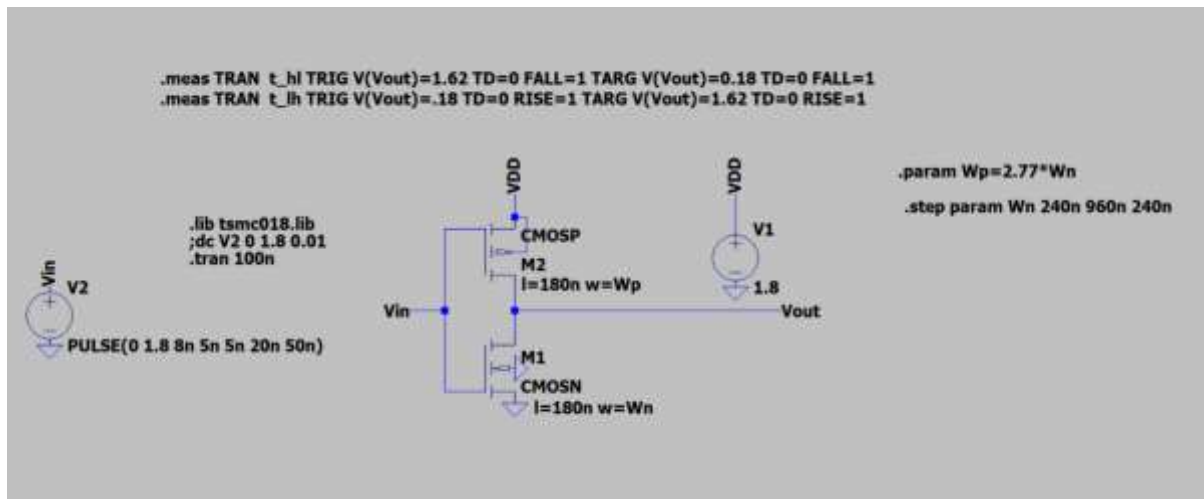 .meas TRAN t_hl TRIG V(Vout)=1.62 TD=0 FALL=1 TARG V(Vout)=0.18 TD=0 FALL=1
.meas TRAN t_lh TRIG V(Vout)=.18 TD=0 RISE=1 TARG V(Vout)=1.62 TD=0 RISE=1
.param Wp=2.77*Wn
.step param Wn 240n 960n 240n
.lib tsmc018.lib
;dc V2 0 1.8 0.01
.tran 100n
VDD
CMOSP
M2
l=180n w=Wp
VDD
V1
1.8
Vin
V2
PULSE(0 1.8 8n 5n 5n 20n 50n)
Vin
Vout
M1
CMOSN
l=180n w=Wn